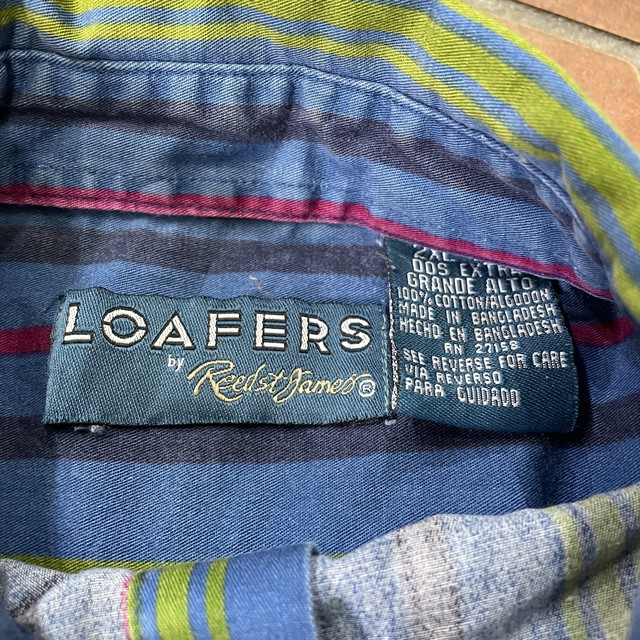 LOAFERS
by Reed St. James®
2XL
DOS EXTRA
GRANDE ALTO
100% COTTON/ALGODON
MADE IN BANGLADESH
HECHO EN BANGLADESH
RN 27158
SEE REVERSE FOR CARE
VIA REVERSO
PARA CUIDADO